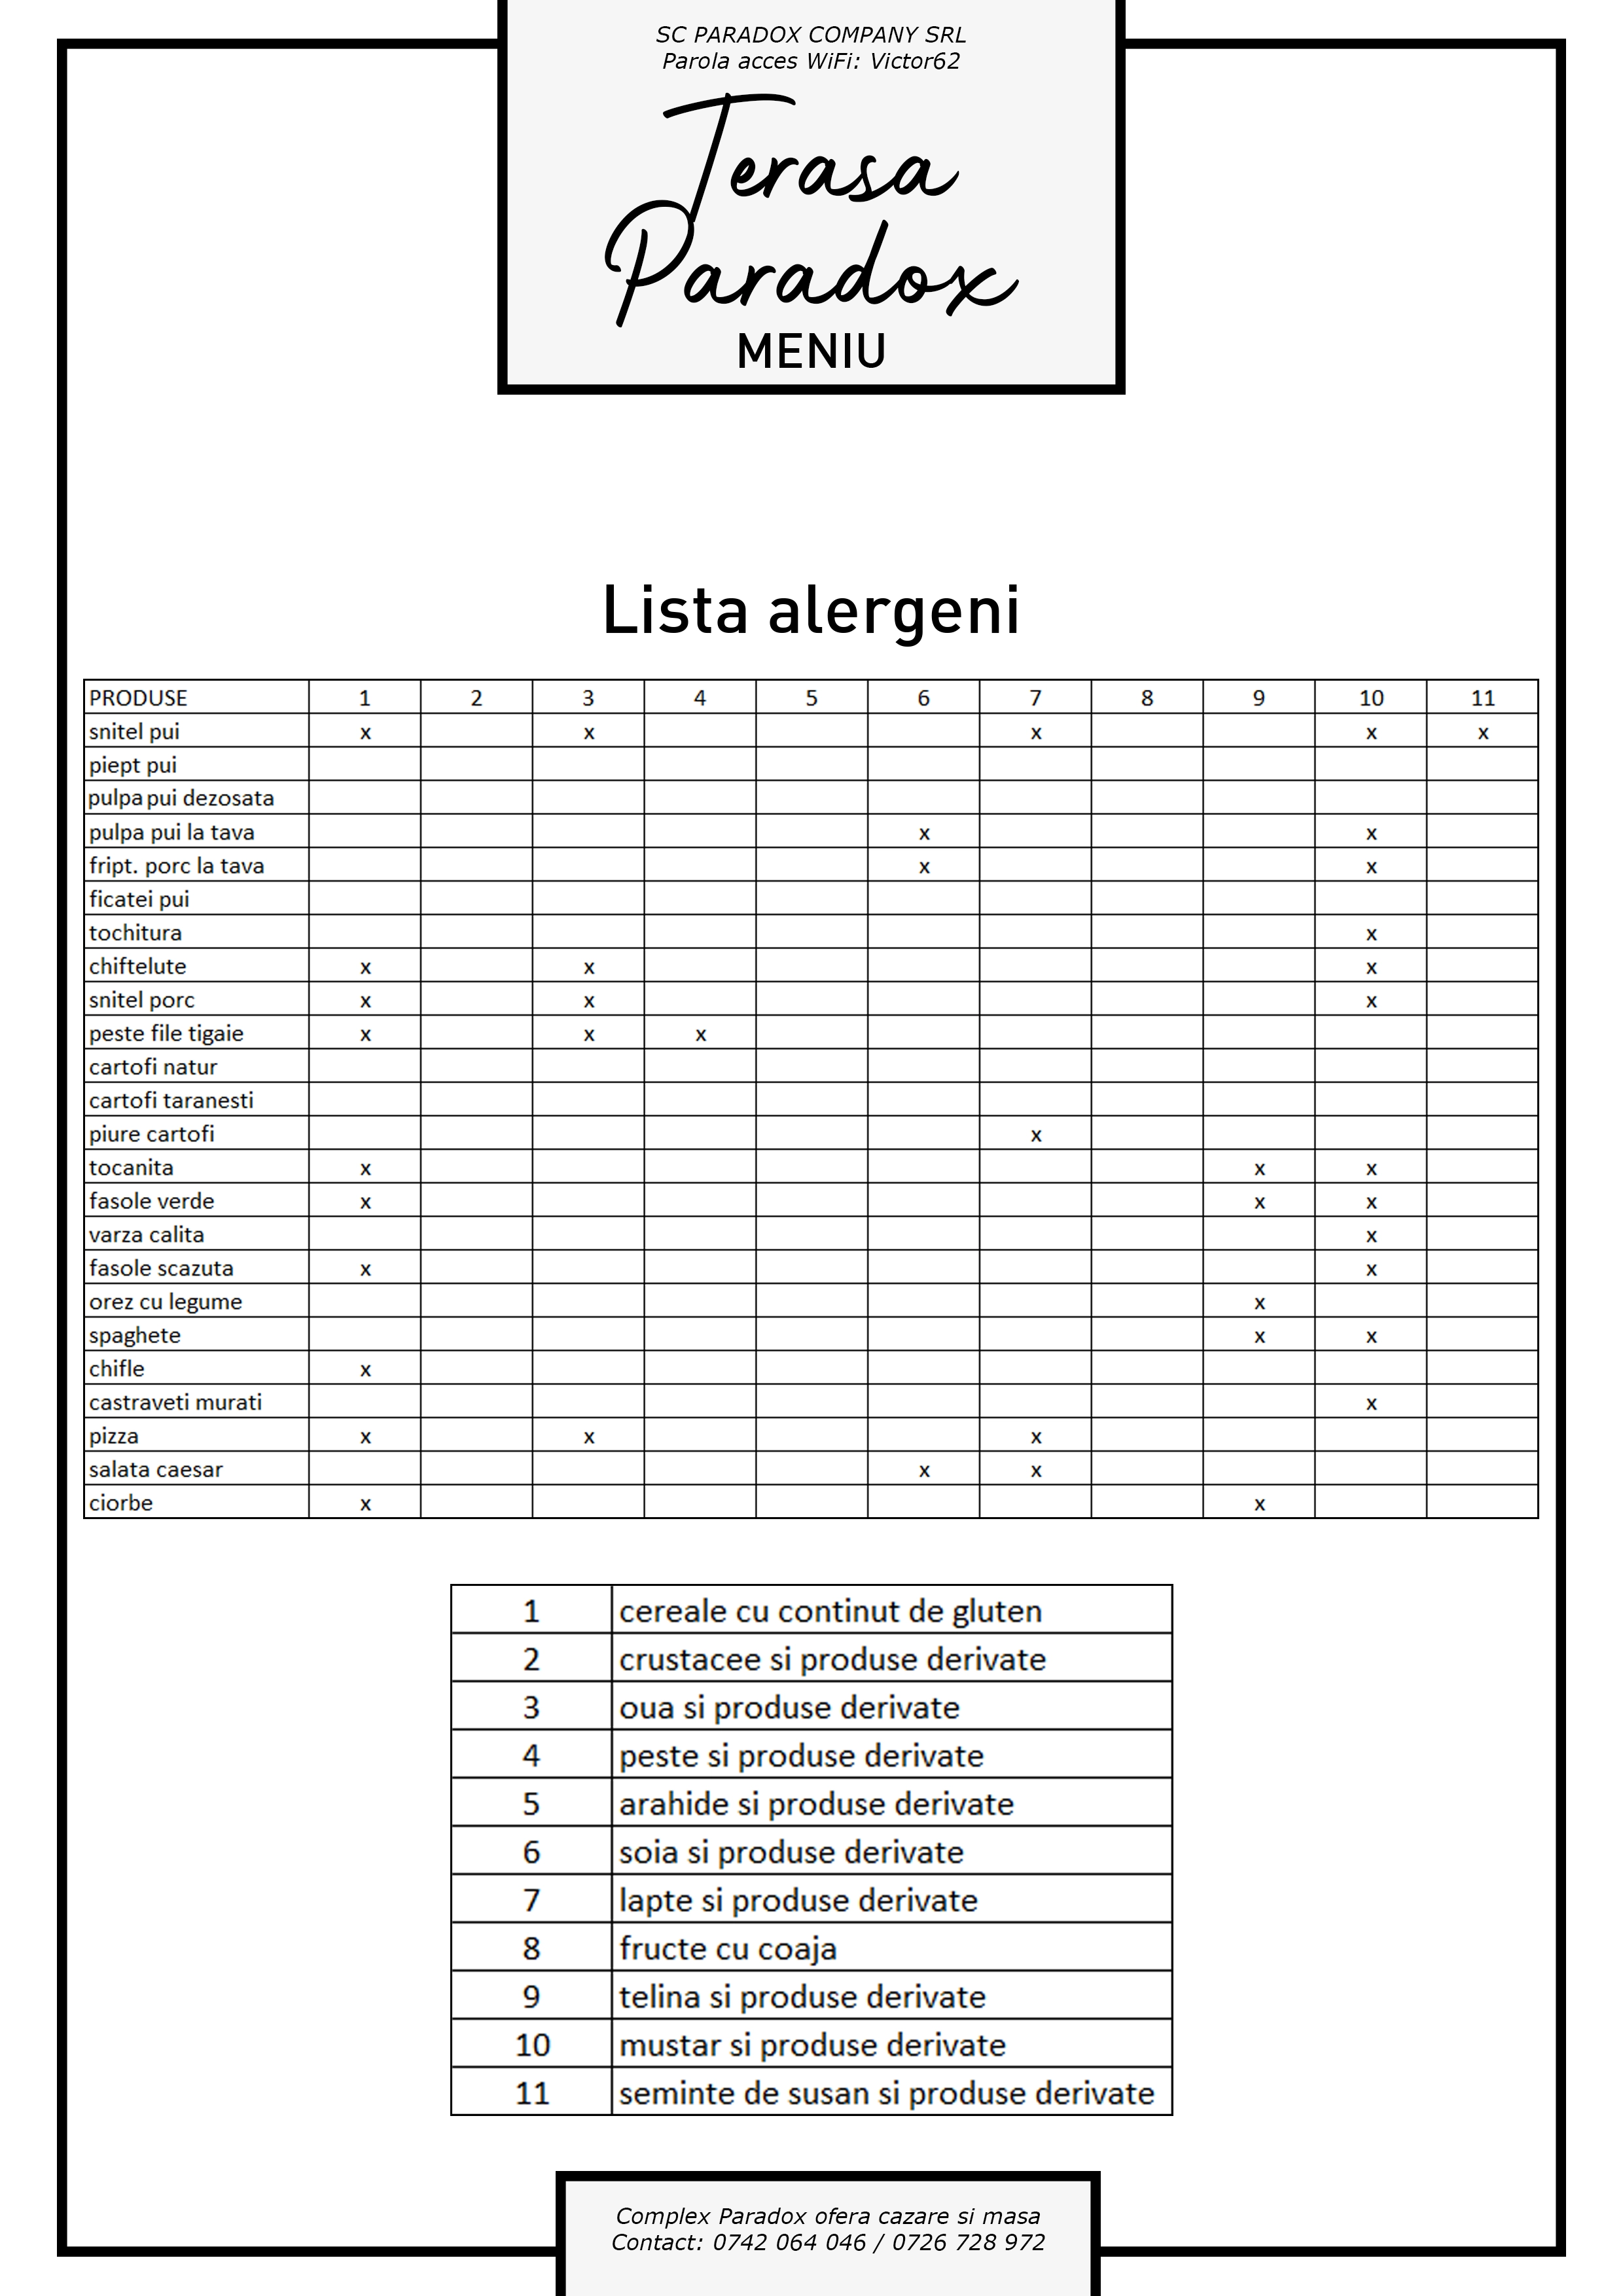 SC PARADOX COMPANY SRL
Parola acces WiFi: Victor62
Terasa
Paradox
MENIU
Lista alergeni
PRODUSE 1 2 3 4 5 6 7 8 9 10 11
snitel pui x x x x x
piept pui
pulpa pui dezosata
pulpa pui la tava x x
fript. porc la tava x x
ficatei pui
tochitura x
chiftelute x x x
snitel porc x x x
peste file tigaie x x x
cartofi natur
cartofi taranesti
piure cartofi x
tocanita x x x
fasole verde x x x
varza calita x
fasole scazuta x x
orez cu legume x
spaghete x x
chifle x
castraveti murati x
pizza x x x
salata caesar x x
ciorbe x x
1 cereale cu continut de gluten
2 crustacee si produse derivate
3 oua si produse derivate
4 peste si produse derivate
5 arahide si produse derivate
6 soia si produse derivate
7 lapte si produse derivate
8 fructe cu coaja
9 telina si produse derivate
10 mustar si produse derivate
11 seminte de susan si produse derivate
Complex Paradox ofera cazare si masa
Contact: 0742 064 046 / 0726 728 972